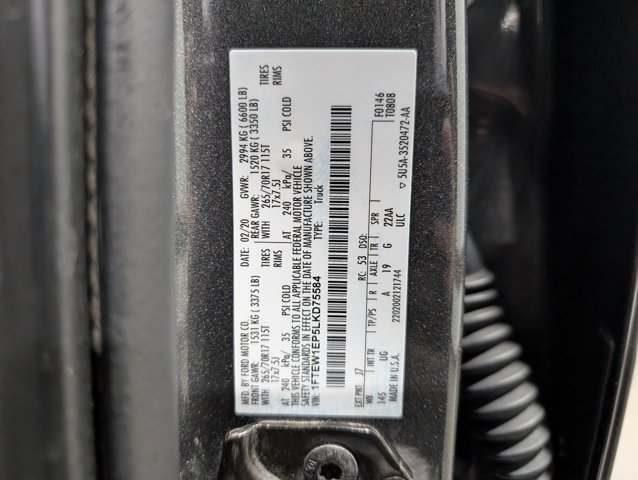 MFD. BY FORD MOTOR CO.
DATE: 02/20 GVWR: 2994 KG ( 6600 LB)
FRONT GAWR: 1531 KG ( 3375 LB) REAR GAWR: 1520 KG ( 3350 LB)
WITH 265/70R17 115T TIRES WITH 265/70R17 115T TIRES
17x7.5J RIMS 17x7.5J RIMS
AT 240 kPa/ 35 PSI COLD AT 240 kPa/ 35 PSI COLD
THIS VEHICLE CONFORMS TO ALL APPLICABLE FEDERAL MOTOR VEHICLE
SAFETY STANDARDS IN EFFECT ON THE DATE OF MANUFACTURE SHOWN ABOVE.
VIN: 1FTEW1EP5LKD75584 TYPE: Truck
F0146
T0808
EXT PNT: J7 RC: 53 DSO:
WB INT TR TP/PS R AXLE TR SPR
145 UG A 19 G 22AA
ULC
MADE IN U.S.A. 2202002121744
5U5A-3520472-AA